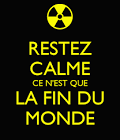 RESTEZ
CALME
CE N'EST QUE
LA FIN DU
MONDE